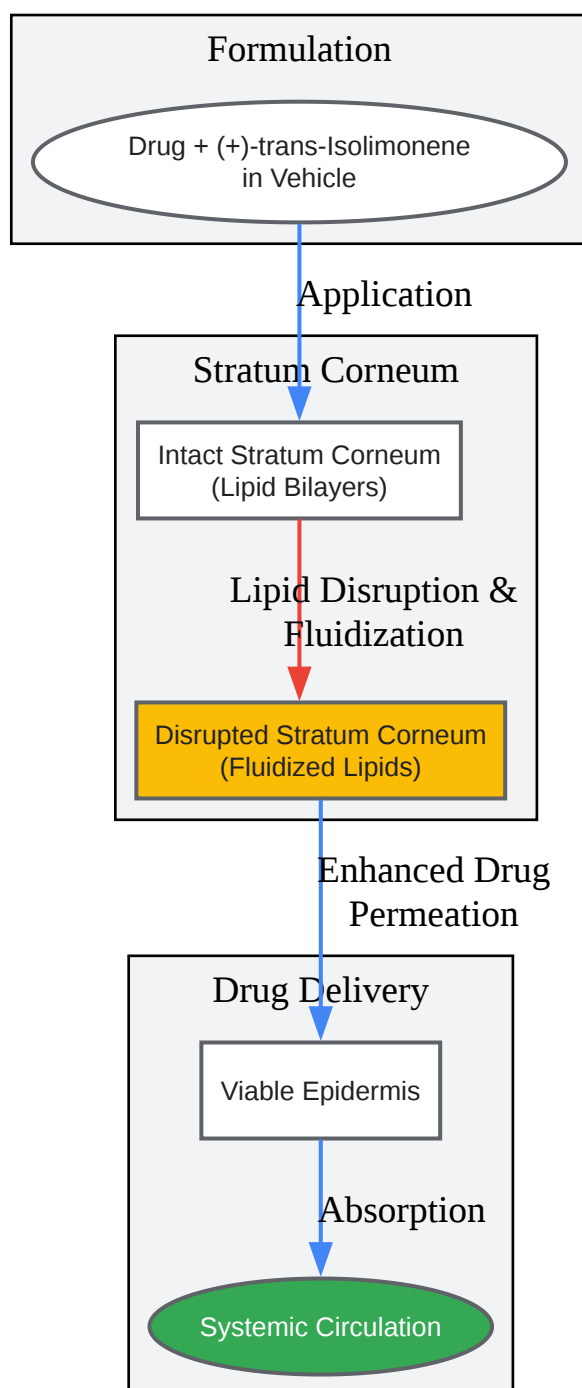 Formulation
Drug + (+)-trans-Isolimonene
in Vehicle
Application
Stratum Corneum
Intact Stratum Corneum
(Lipid Bilayers)
Lipid Disruption &
Fluidization
Disrupted Stratum Corneum
(Fluidized Lipids)
Enhanced Drug
Permeation
Drug Delivery
Viable Epidermis
Absorption
Systemic Circulation